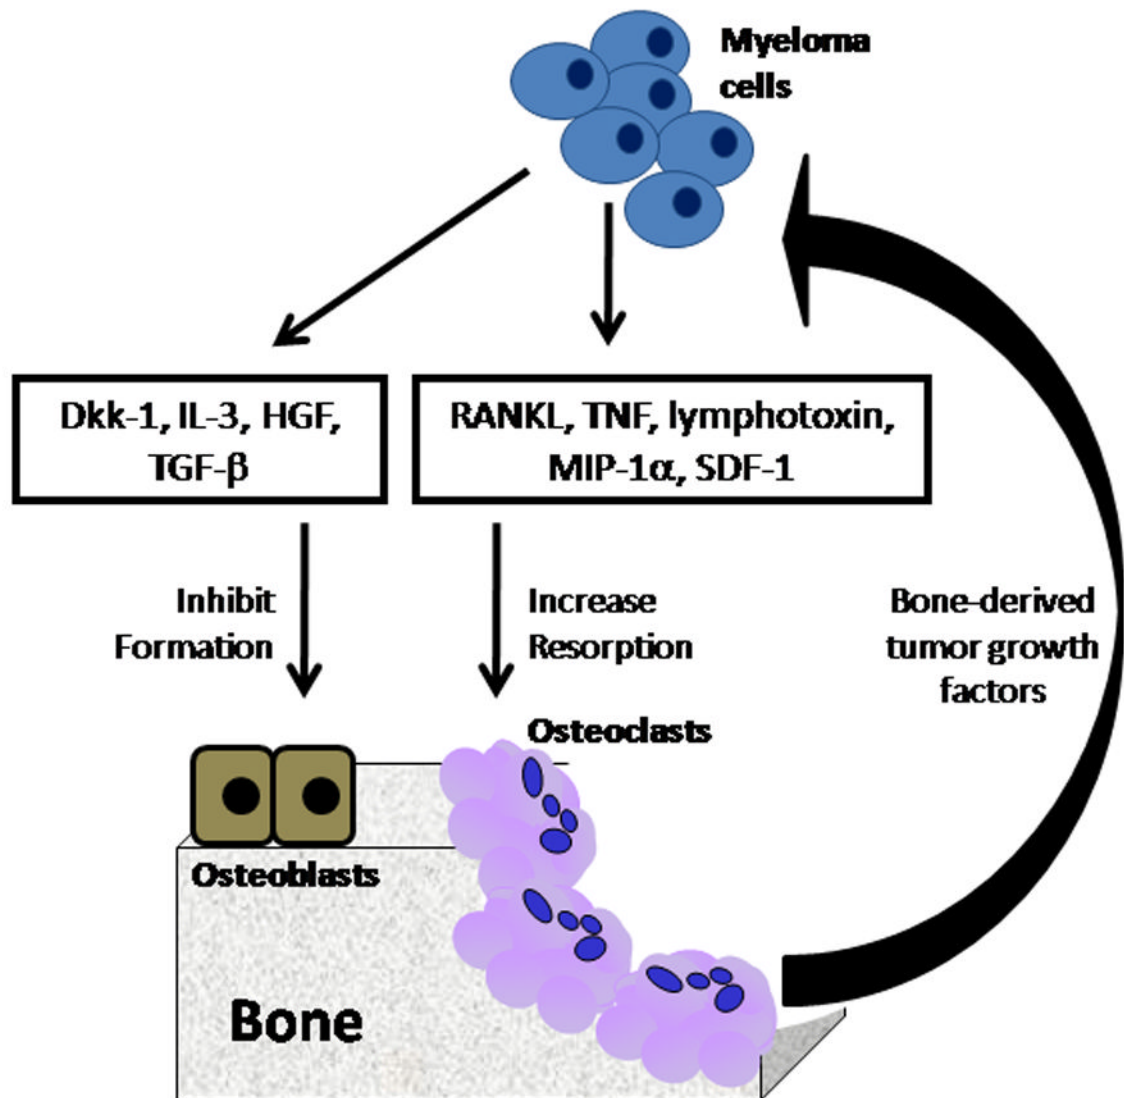 Myeloma
cells
Dkk-1, IL-3, HGF,
TGF-β
RANKL, TNF, lymphotoxin,
MIP-1α, SDF-1
Inhibit
Formation
Increase
Resorption
Bone-derived
tumor growth
factors
Osteoclasts
Osteoblasts
Bone